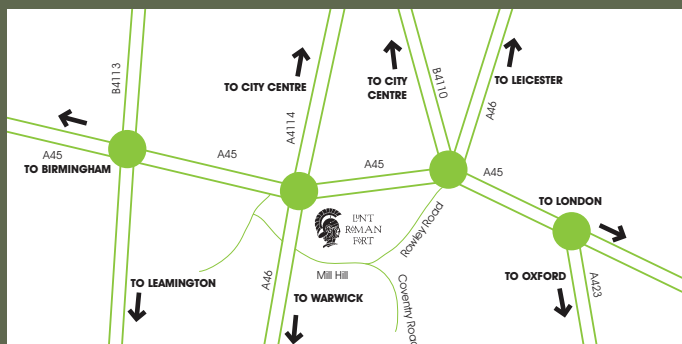 B4113
TO CITY CENTRE
A4114
TO CITY
CENTRE
B4110
TO LEICESTER
A46
A45
TO BIRMINGHAM
A45
A45
A45
TO LONDON
LUNT
ROMAN
FORT
Rowley Road
TO LEAMINGTON
A46
Mill Hill
TO WARWICK
Coventry Road
TO OXFORD
A423